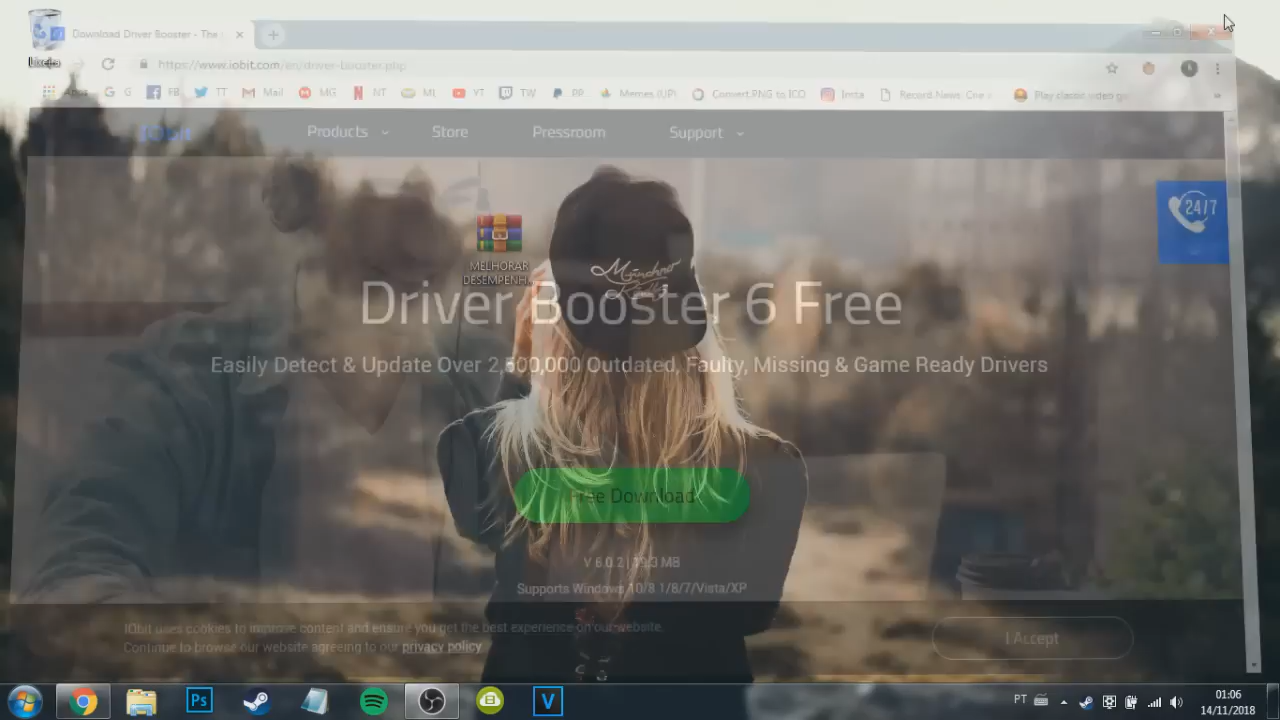 Download Driver Booster - The
Lixeira
https://www.iobit.com/en/driver-booster.php
Apps G FB TT Mail MG NT ML YT TW PP Memes (UP) Convert PNG to ICO Insta Record News, Cne Play classic video ga
IObit Products Store Pressroom Support
24/7
MELHORAR
DESEMPENH...
Driver Booster 6 Free
Easily Detect & Update Over 2,500,000 Outdated, Faulty, Missing & Game Ready Drivers
Free Download
V 6.0.2 | 19.3 MB
Supports Windows 10/8.1/8/7/Vista/XP
IObit uses cookies to improve content and ensure you get the best experience on our website.
Continue to browse our website agreeing to our privacy policy
I Accept
Ps
V
PT
01:06
14/11/2018